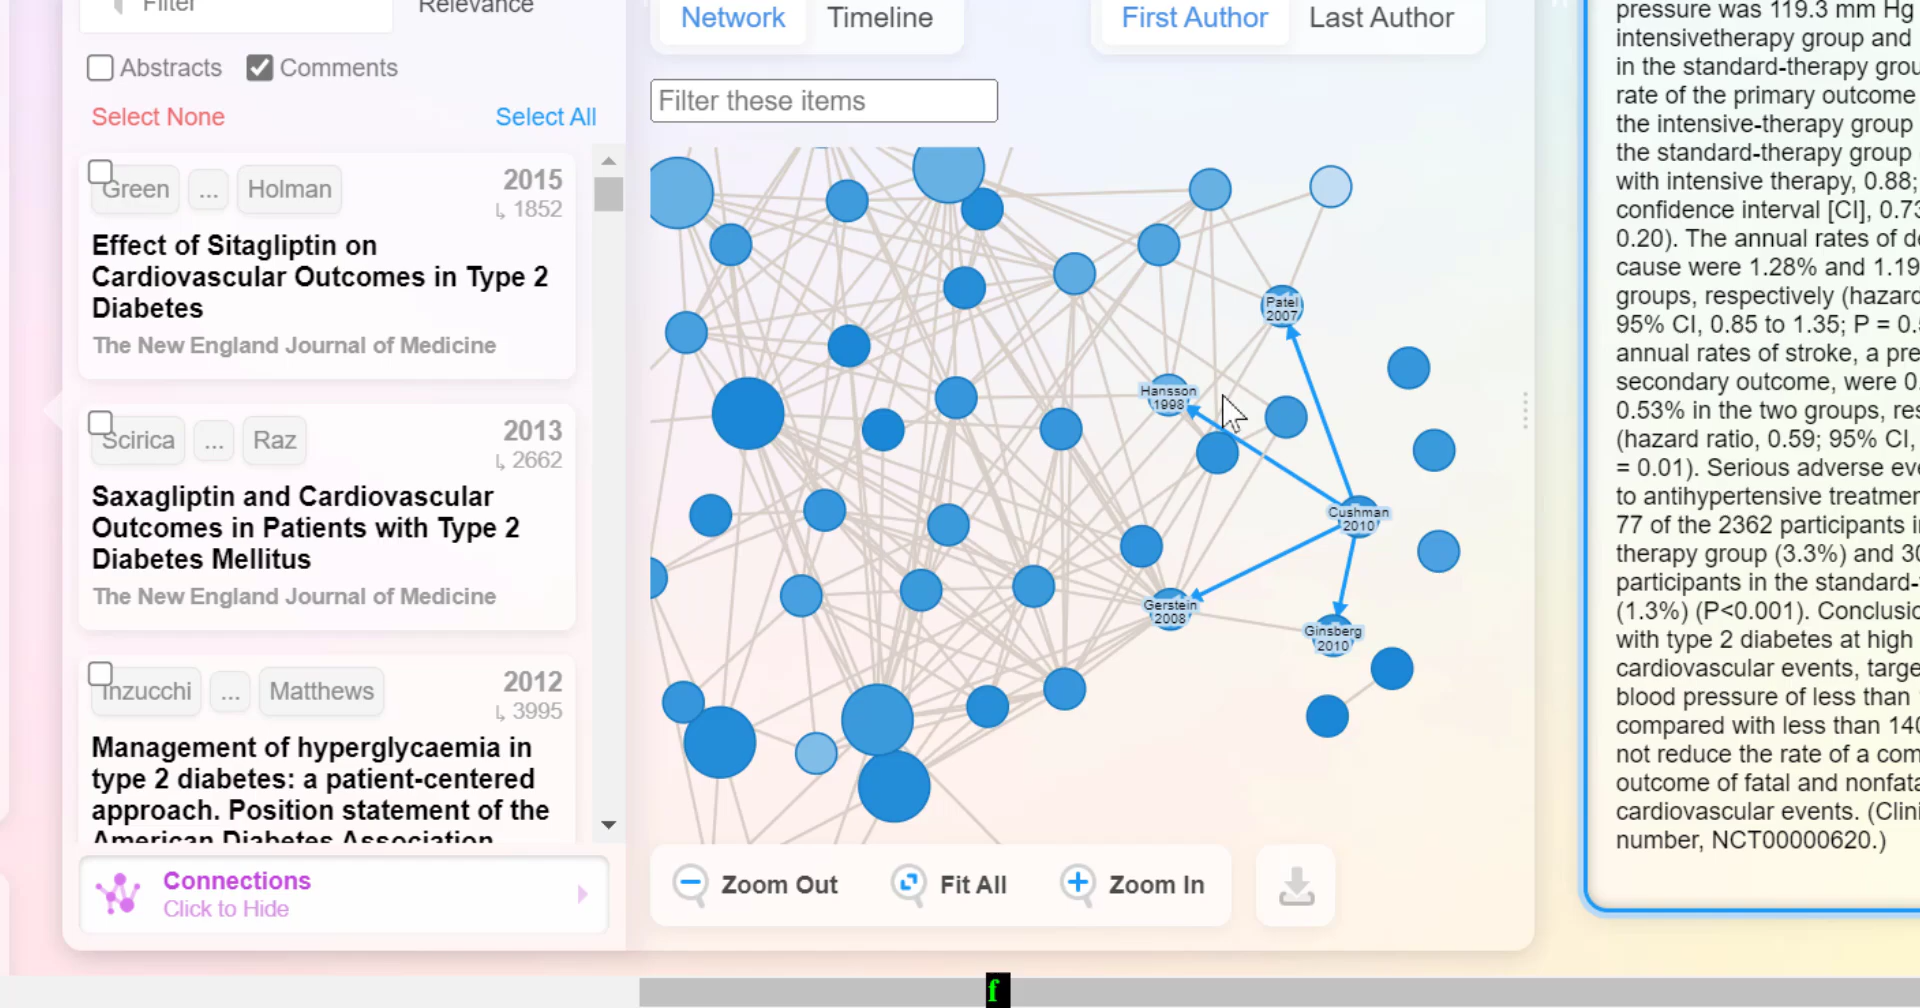 Filter
Relevance
Abstracts
Comments
Select None
Select All
Green
...
Holman
2015
1852
Effect of Sitagliptin on
Cardiovascular Outcomes in Type 2
Diabetes
The New England Journal of Medicine
Scirica
...
Raz
2013
2662
Saxagliptin and Cardiovascular
Outcomes in Patients with Type 2
Diabetes Mellitus
The New England Journal of Medicine
Inzucchi
...
Matthews
2012
3995
Management of hyperglycaemia in
type 2 diabetes: a patient-centered
approach. Position statement of the
American Diabetes Association
Connections
Click to Hide
Network
Timeline
First Author
Last Author
Filter these items
Patel
2007
Hansson
1998
Cushman
2010
Gerstein
2008
Ginsberg
2010
Zoom Out
Fit All
Zoom In
f
pressure was 119.3 mm Hg
intensivetherapy group and
in the standard-therapy grou
rate of the primary outcome
the intensive-therapy group
the standard-therapy group
with intensive therapy, 0.88;
confidence interval [CI], 0.73
0.20). The annual rates of de
cause were 1.28% and 1.19
groups, respectively (hazard
95% CI, 0.85 to 1.35; P = 0.5
annual rates of stroke, a pre
secondary outcome, were 0.
0.53% in the two groups, res
(hazard ratio, 0.59; 95% CI,
= 0.01). Serious adverse eve
to antihypertensive treatmen
77 of the 2362 participants in
therapy group (3.3%) and 30
participants in the standard-
(1.3%) (P<0.001). Conclusio
with type 2 diabetes at high
cardiovascular events, targe
blood pressure of less than
compared with less than 140
not reduce the rate of a com
outcome of fatal and nonfata
cardiovascular events. (Clini
number, NCT00000620.)